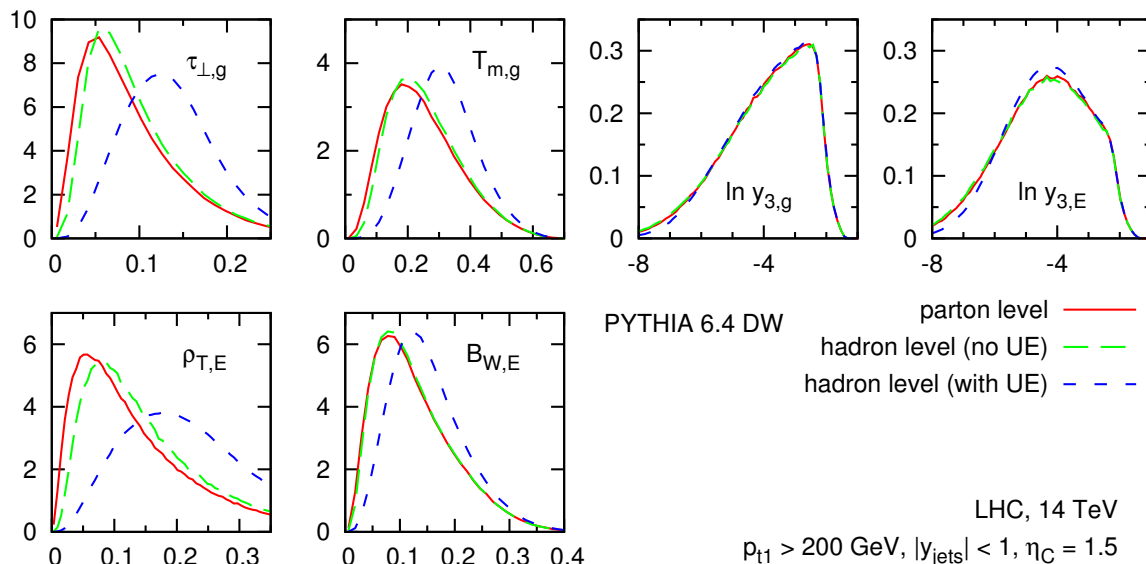 10
8
6
4
2
0
0 0.1 0.2
τ⊥,g
6
4
2
0
0 0.2 0.4 0.6
Tm,g
0.3
0.2
0.1
0
-8 -6 -4 -2
ln y3,g
0.3
0.2
0.1
0
-8 -6 -4 -2
ln y3,E
6
4
2
0
0 0.1 0.2 0.3
ρT,E
6
4
2
0
0 0.1 0.2 0.3 0.4
BW,E
PYTHIA 6.4 DW
parton level
hadron level (no UE)
hadron level (with UE)
LHC, 14 TeV
pt1 > 200 GeV, |yjets| < 1, ηC = 1.5